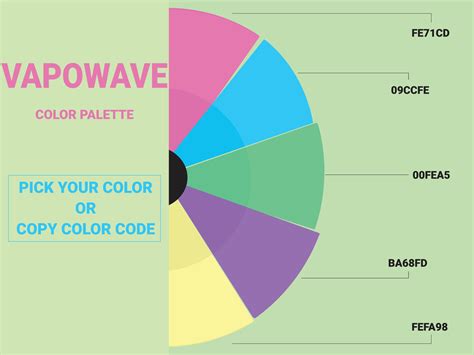 VAPOWAVE
COLOR PALETTE
PICK YOUR COLOR
OR
COPY COLOR CODE
FE71CD
09CCFE
00FEA5
BA68FD
FEFA98